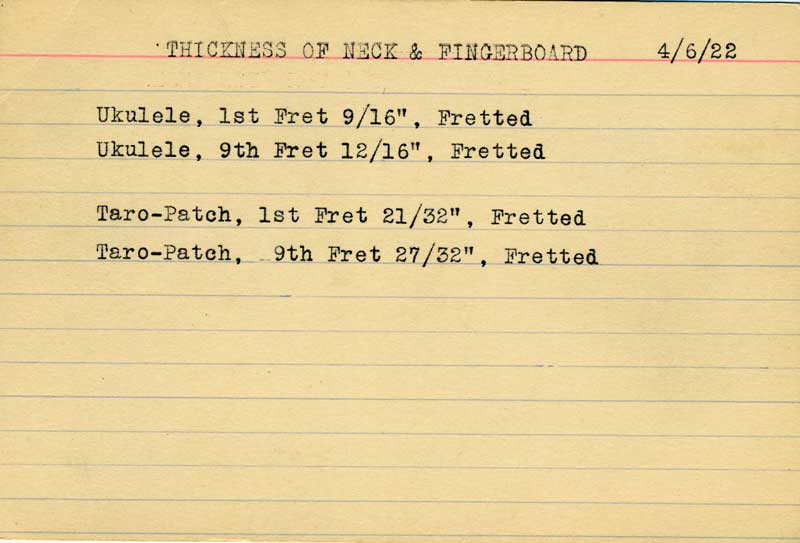 THICKNESS OF NECK & FINGERBOARD 4/6/22
Ukulele, 1st Fret 9/16", Fretted
Ukulele, 9th Fret 12/16", Fretted
Taro-Patch, 1st Fret 21/32", Fretted
Taro-Patch, 9th Fret 27/32", Fretted